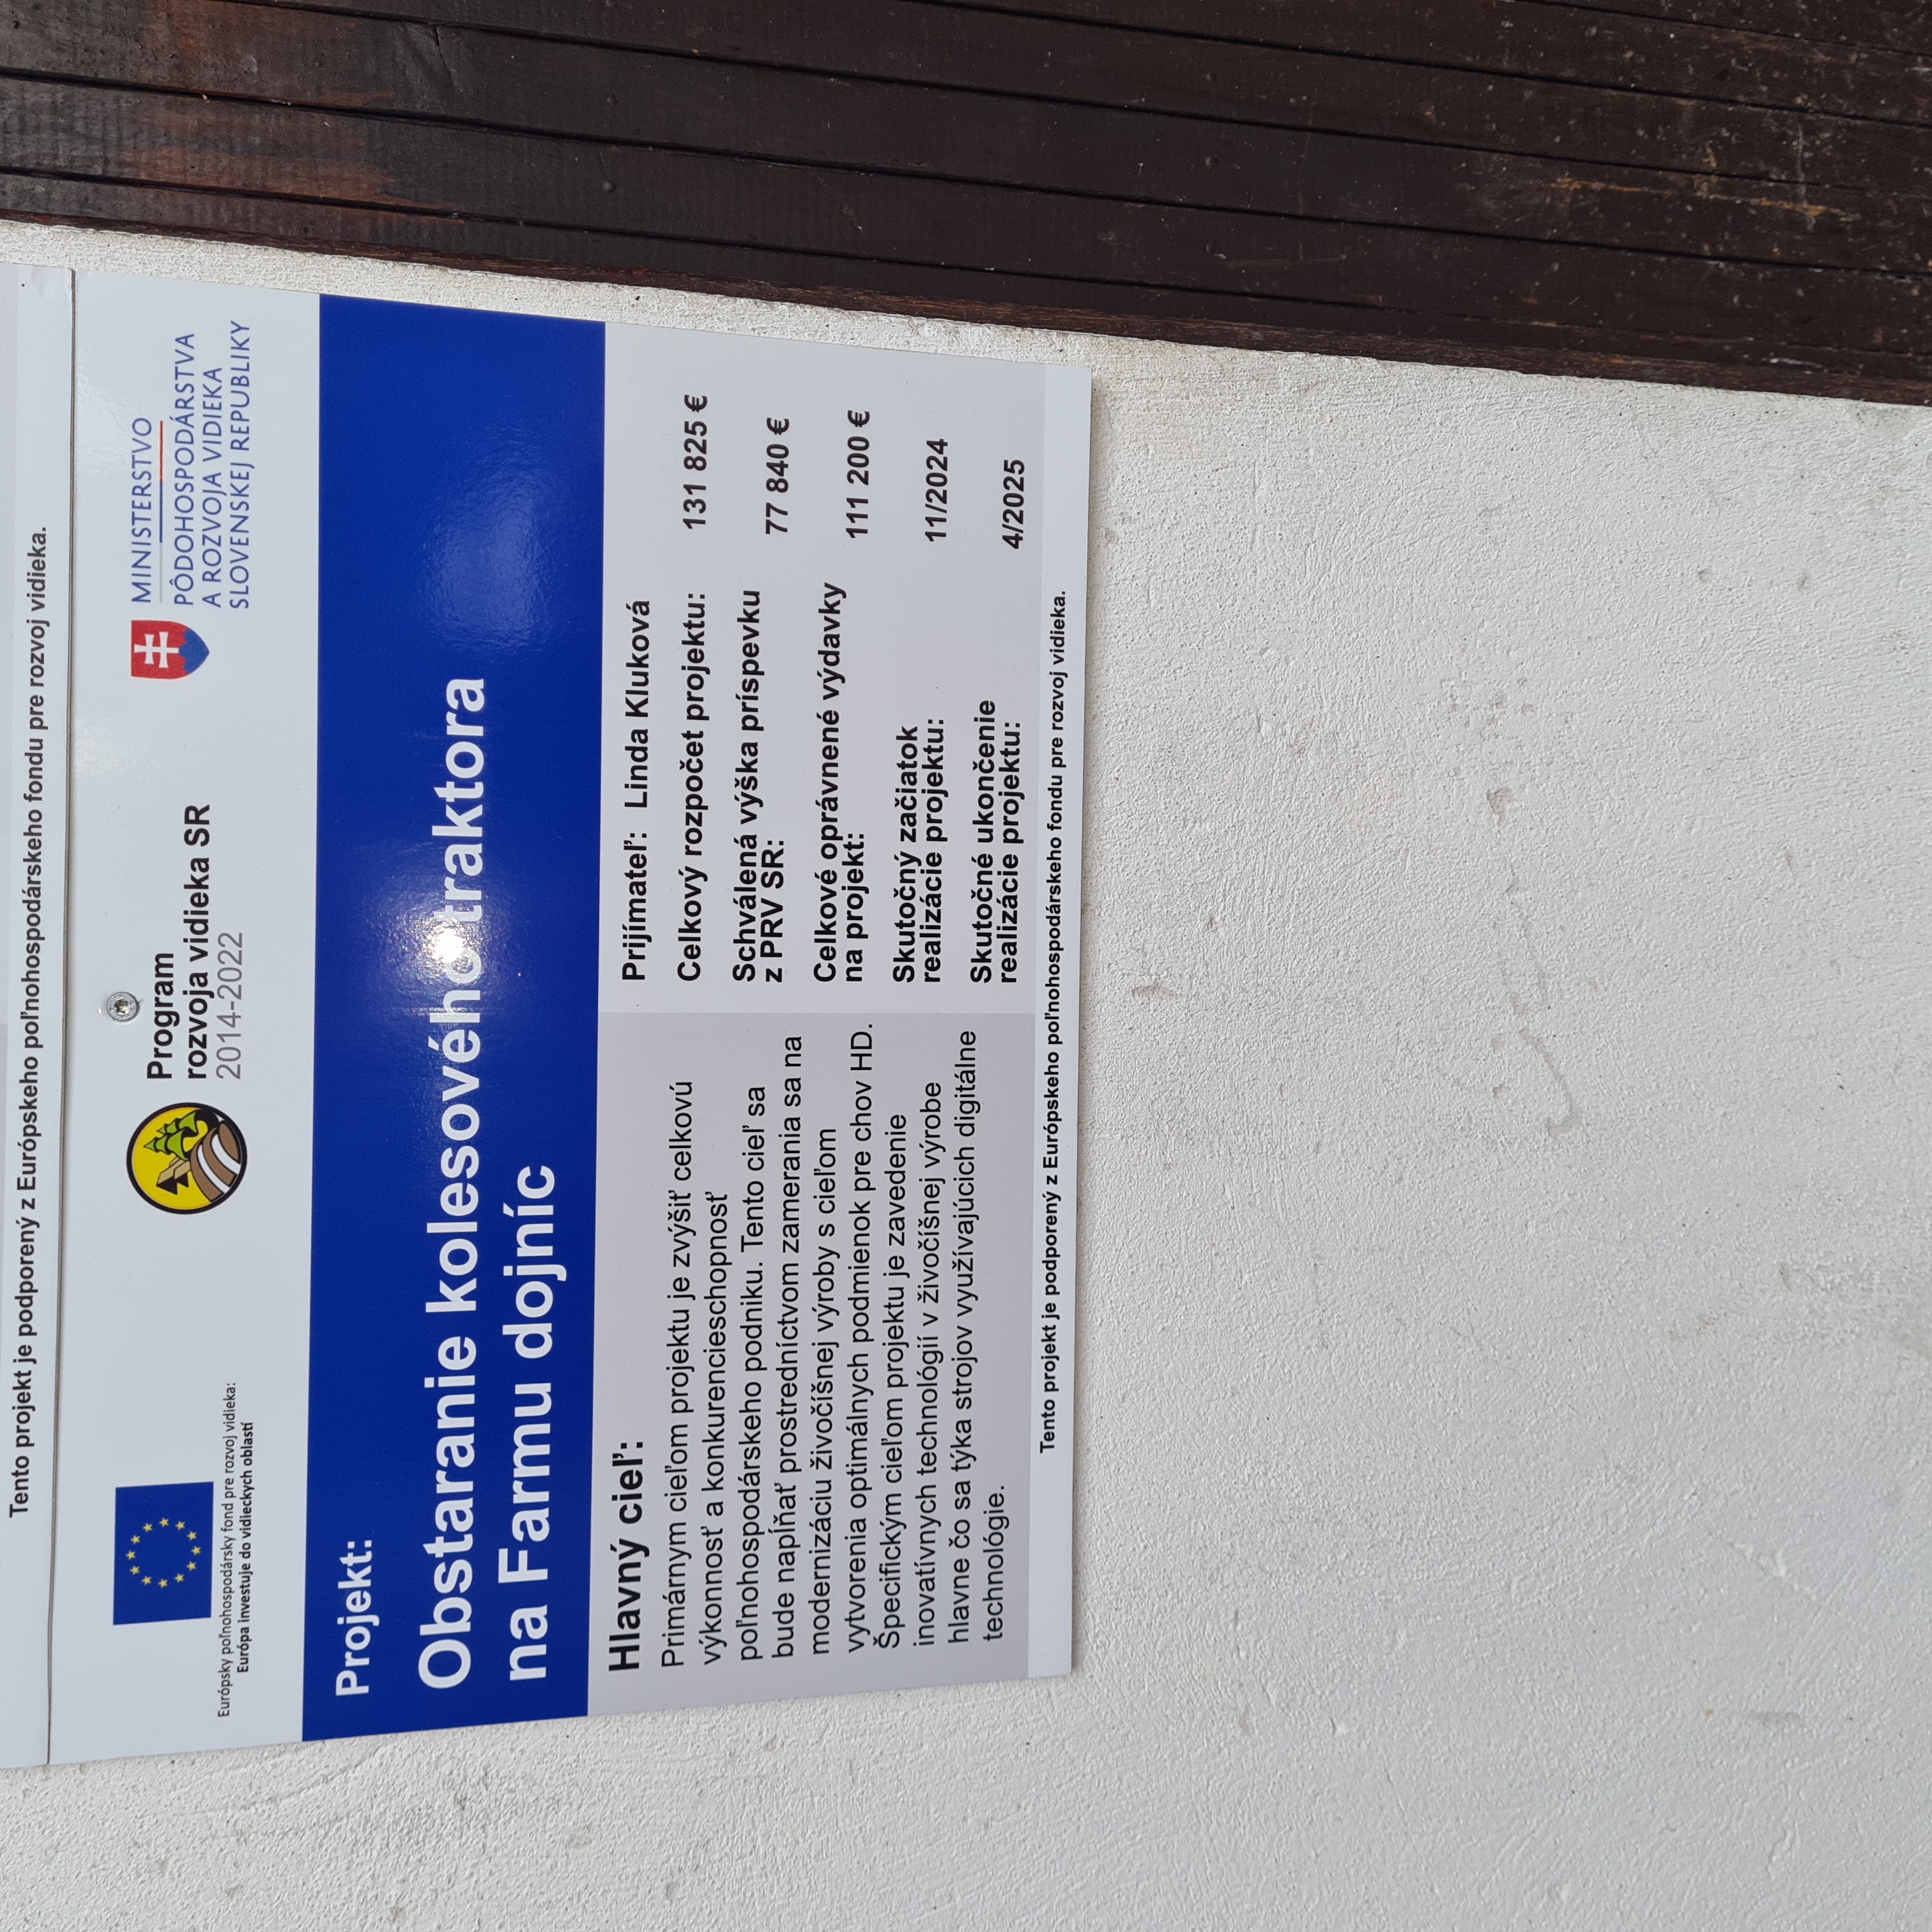 Tento projekt je podporený z Európskeho poľnohospodárskeho fondu pre rozvoj vidieka.
Európsky poľnohospodársky fond pre rozvoj vidieka:
Európa investuje do vidieckych oblastí
Program
rozvoja vidieka SR
2014-2022
MINISTERSTVO
PÔDOHOSPODÁRSTVA
A ROZVOJA VIDIEKA
SLOVENSKEJ REPUBLIKY
Projekt:
Obstaranie kolesového traktora
na Farmu dojníc
Hlavný cieľ:
Primárnym cieľom projektu je zvýšiť celkovú
výkonnosť a konkurencieschopnosť
poľnohospodárskeho podniku. Tento cieľ sa
bude napĺňať prostredníctvom zamerania sa na
modernizáciu živočíšnej výroby s cieľom
vytvorenia optimálnych podmienok pre chov HD.
Špecifickým cieľom projektu je zavedenie
inovatívnych technológií v živočíšnej výrobe
hlavne čo sa týka strojov využívajúcich digitálne
technológie.
Prijímateľ: Linda Kluková
Celkový rozpočet projektu: 131 825 €
Schválená výška príspevku
z PRV SR: 77 840 €
Celkové oprávnené výdavky
na projekt: 111 200 €
Skutočný začiatok
realizácie projektu: 11/2024
Skutočné ukončenie
realizácie projektu: 4/2025
Tento projekt je podporený z Európskeho poľnohospodárskeho fondu pre rozvoj vidieka.